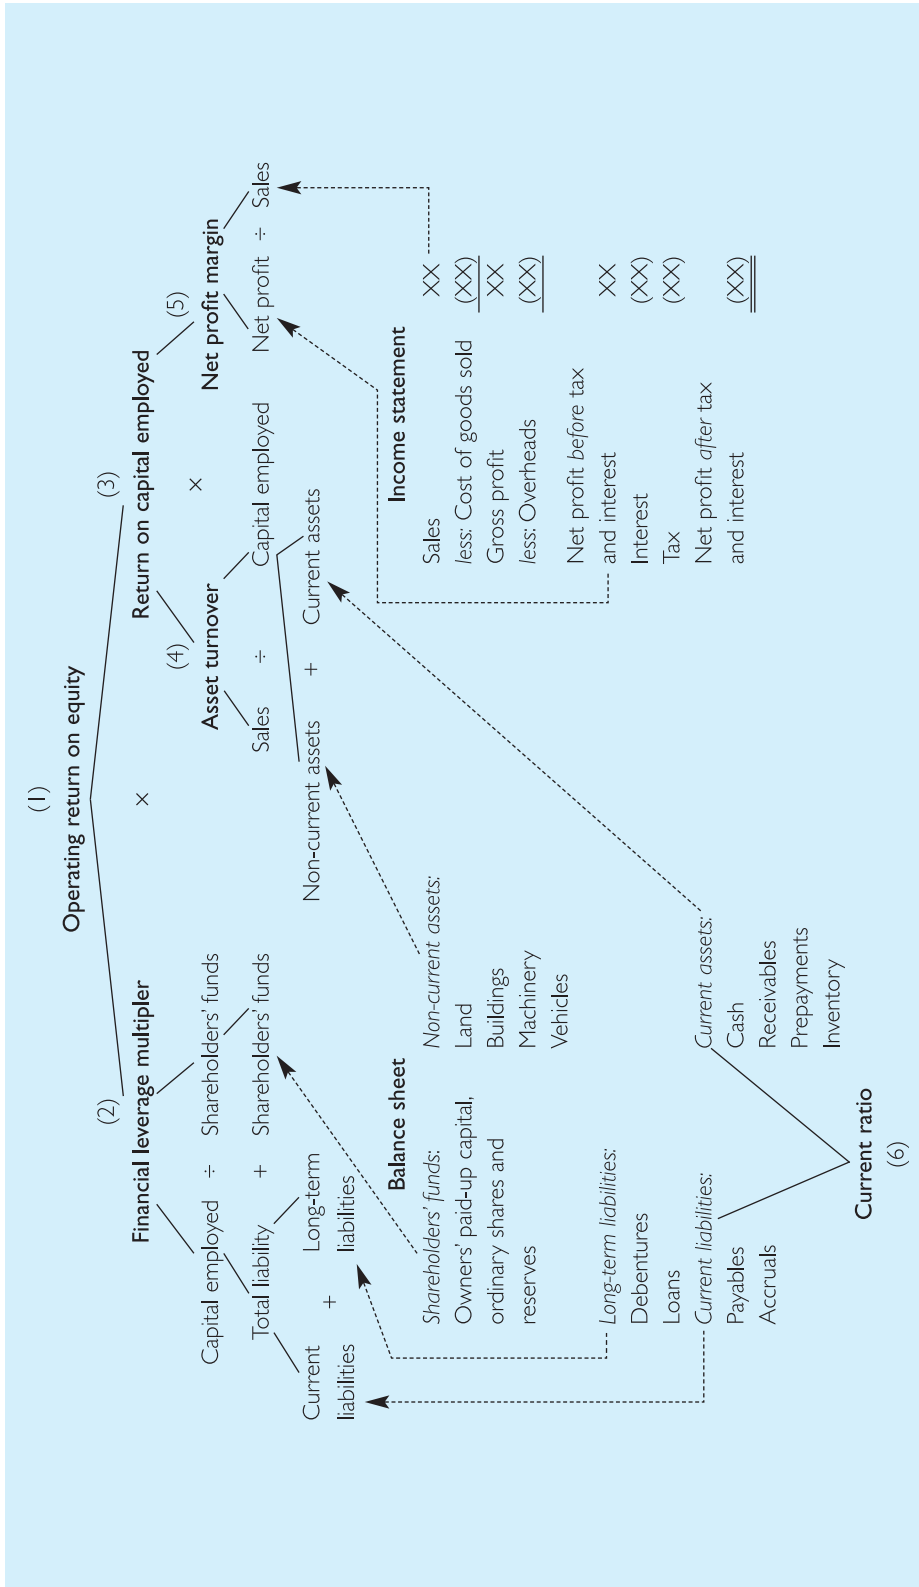 (1)
Operating return on equity
(2)
Financial leverage multipler
×
(3)
Return on capital employed
Capital employed ÷ Shareholders' funds
(4)
Asset turnover
×
(5)
Net profit margin
Total liability + Shareholders' funds
Sales ÷ Capital employed
Net profit ÷ Sales
Current
liabilities
+
Long-term
liabilities
Non-current assets + Current assets
Balance sheet
Shareholders' funds:
Owners' paid-up capital,
ordinary shares and
reserves
Non-current assets:
Land
Buildings
Machinery
Vehicles
Long-term liabilities:
Debentures
Loans
Current liabilities:
Payables
Accruals
Current assets:
Cash
Receivables
Prepayments
Inventory
Income statement
Sales XX
less: Cost of goods sold (XX)
Gross profit XX
less: Overheads (XX)
Net profit before tax
and interest XX
Interest (XX)
Tax (XX)
Net profit after tax
and interest (XX)
Current ratio
(6)